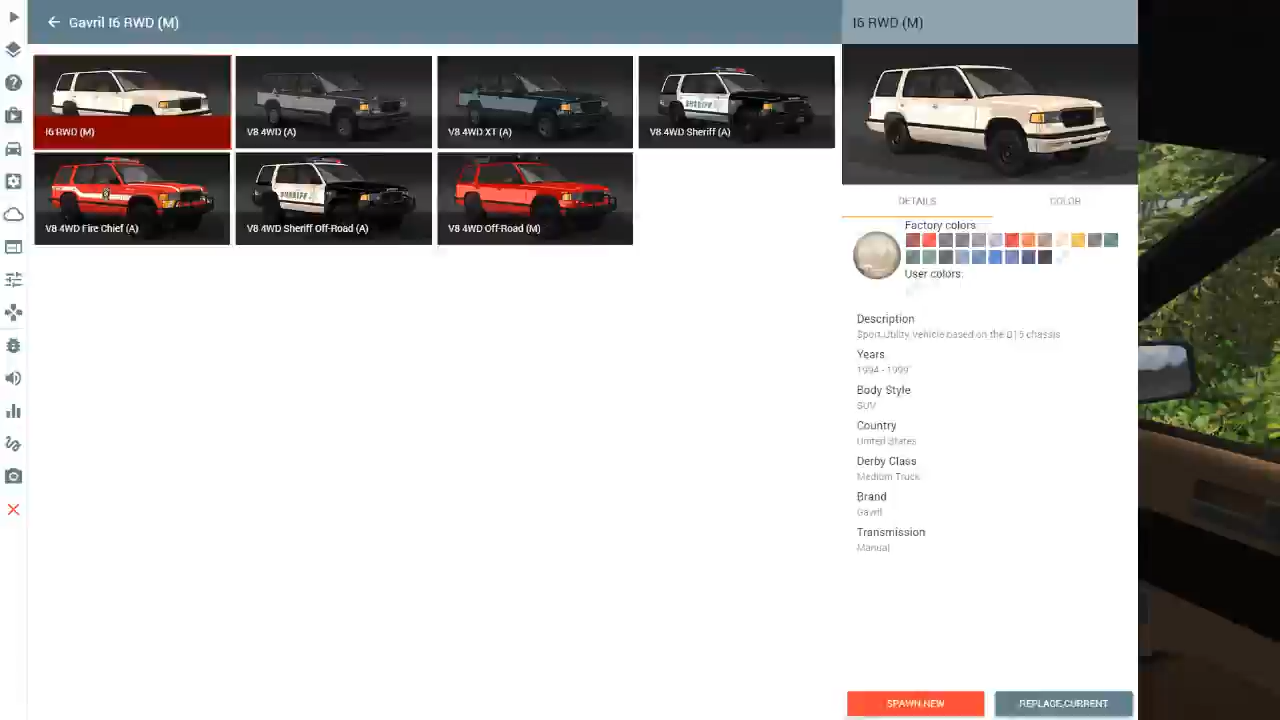 Gavril I6 RWD (M)
I6 RWD (M)
I6 RWD (M)
V8 4WD (A)
V8 4WD XT (A)
V8 4WD Sheriff (A)
V8 4WD Fire Chief (A)
V8 4WD Sheriff Off-Road (A)
V8 4WD Off-Road (M)
DETAILS
COLOR
Factory colors
User colors:
Description
Sport Utility Vehicle based on the D15 chassis
Years
1994 - 1999
Body Style
SUV
Country
United States
Derby Class
Medium Truck
Brand
Gavril
Transmission
Manual
SPAWN NEW
REPLACE CURRENT